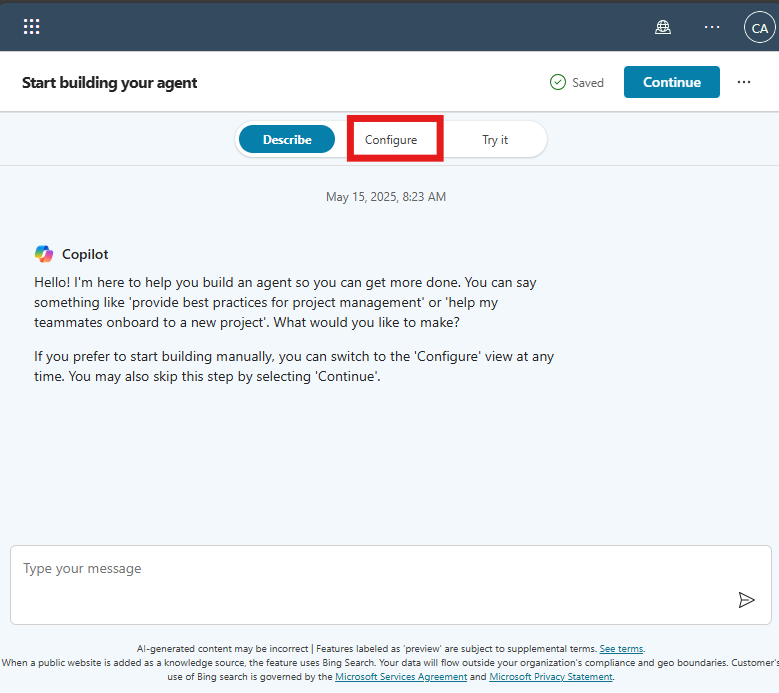 CA
Start building your agent
Saved
Continue
Describe
Configure
Try it
May 15, 2025, 8:23 AM
Copilot
Hello! I'm here to help you build an agent so you can get more done. You can say
something like 'provide best practices for project management' or 'help my
teammates onboard to a new project'. What would you like to make?
If you prefer to start building manually, you can switch to the 'Configure' view at any
time. You may also skip this step by selecting 'Continue'.
Type your message
AI-generated content may be incorrect | Features labeled as 'preview' are subject to supplemental terms. See terms.
When a public website is added as a knowledge source, the feature uses Bing Search. Your data will flow outside your organization's compliance and geo boundaries. Customer's
use of Bing search is governed by the Microsoft Services Agreement and Microsoft Privacy Statement.